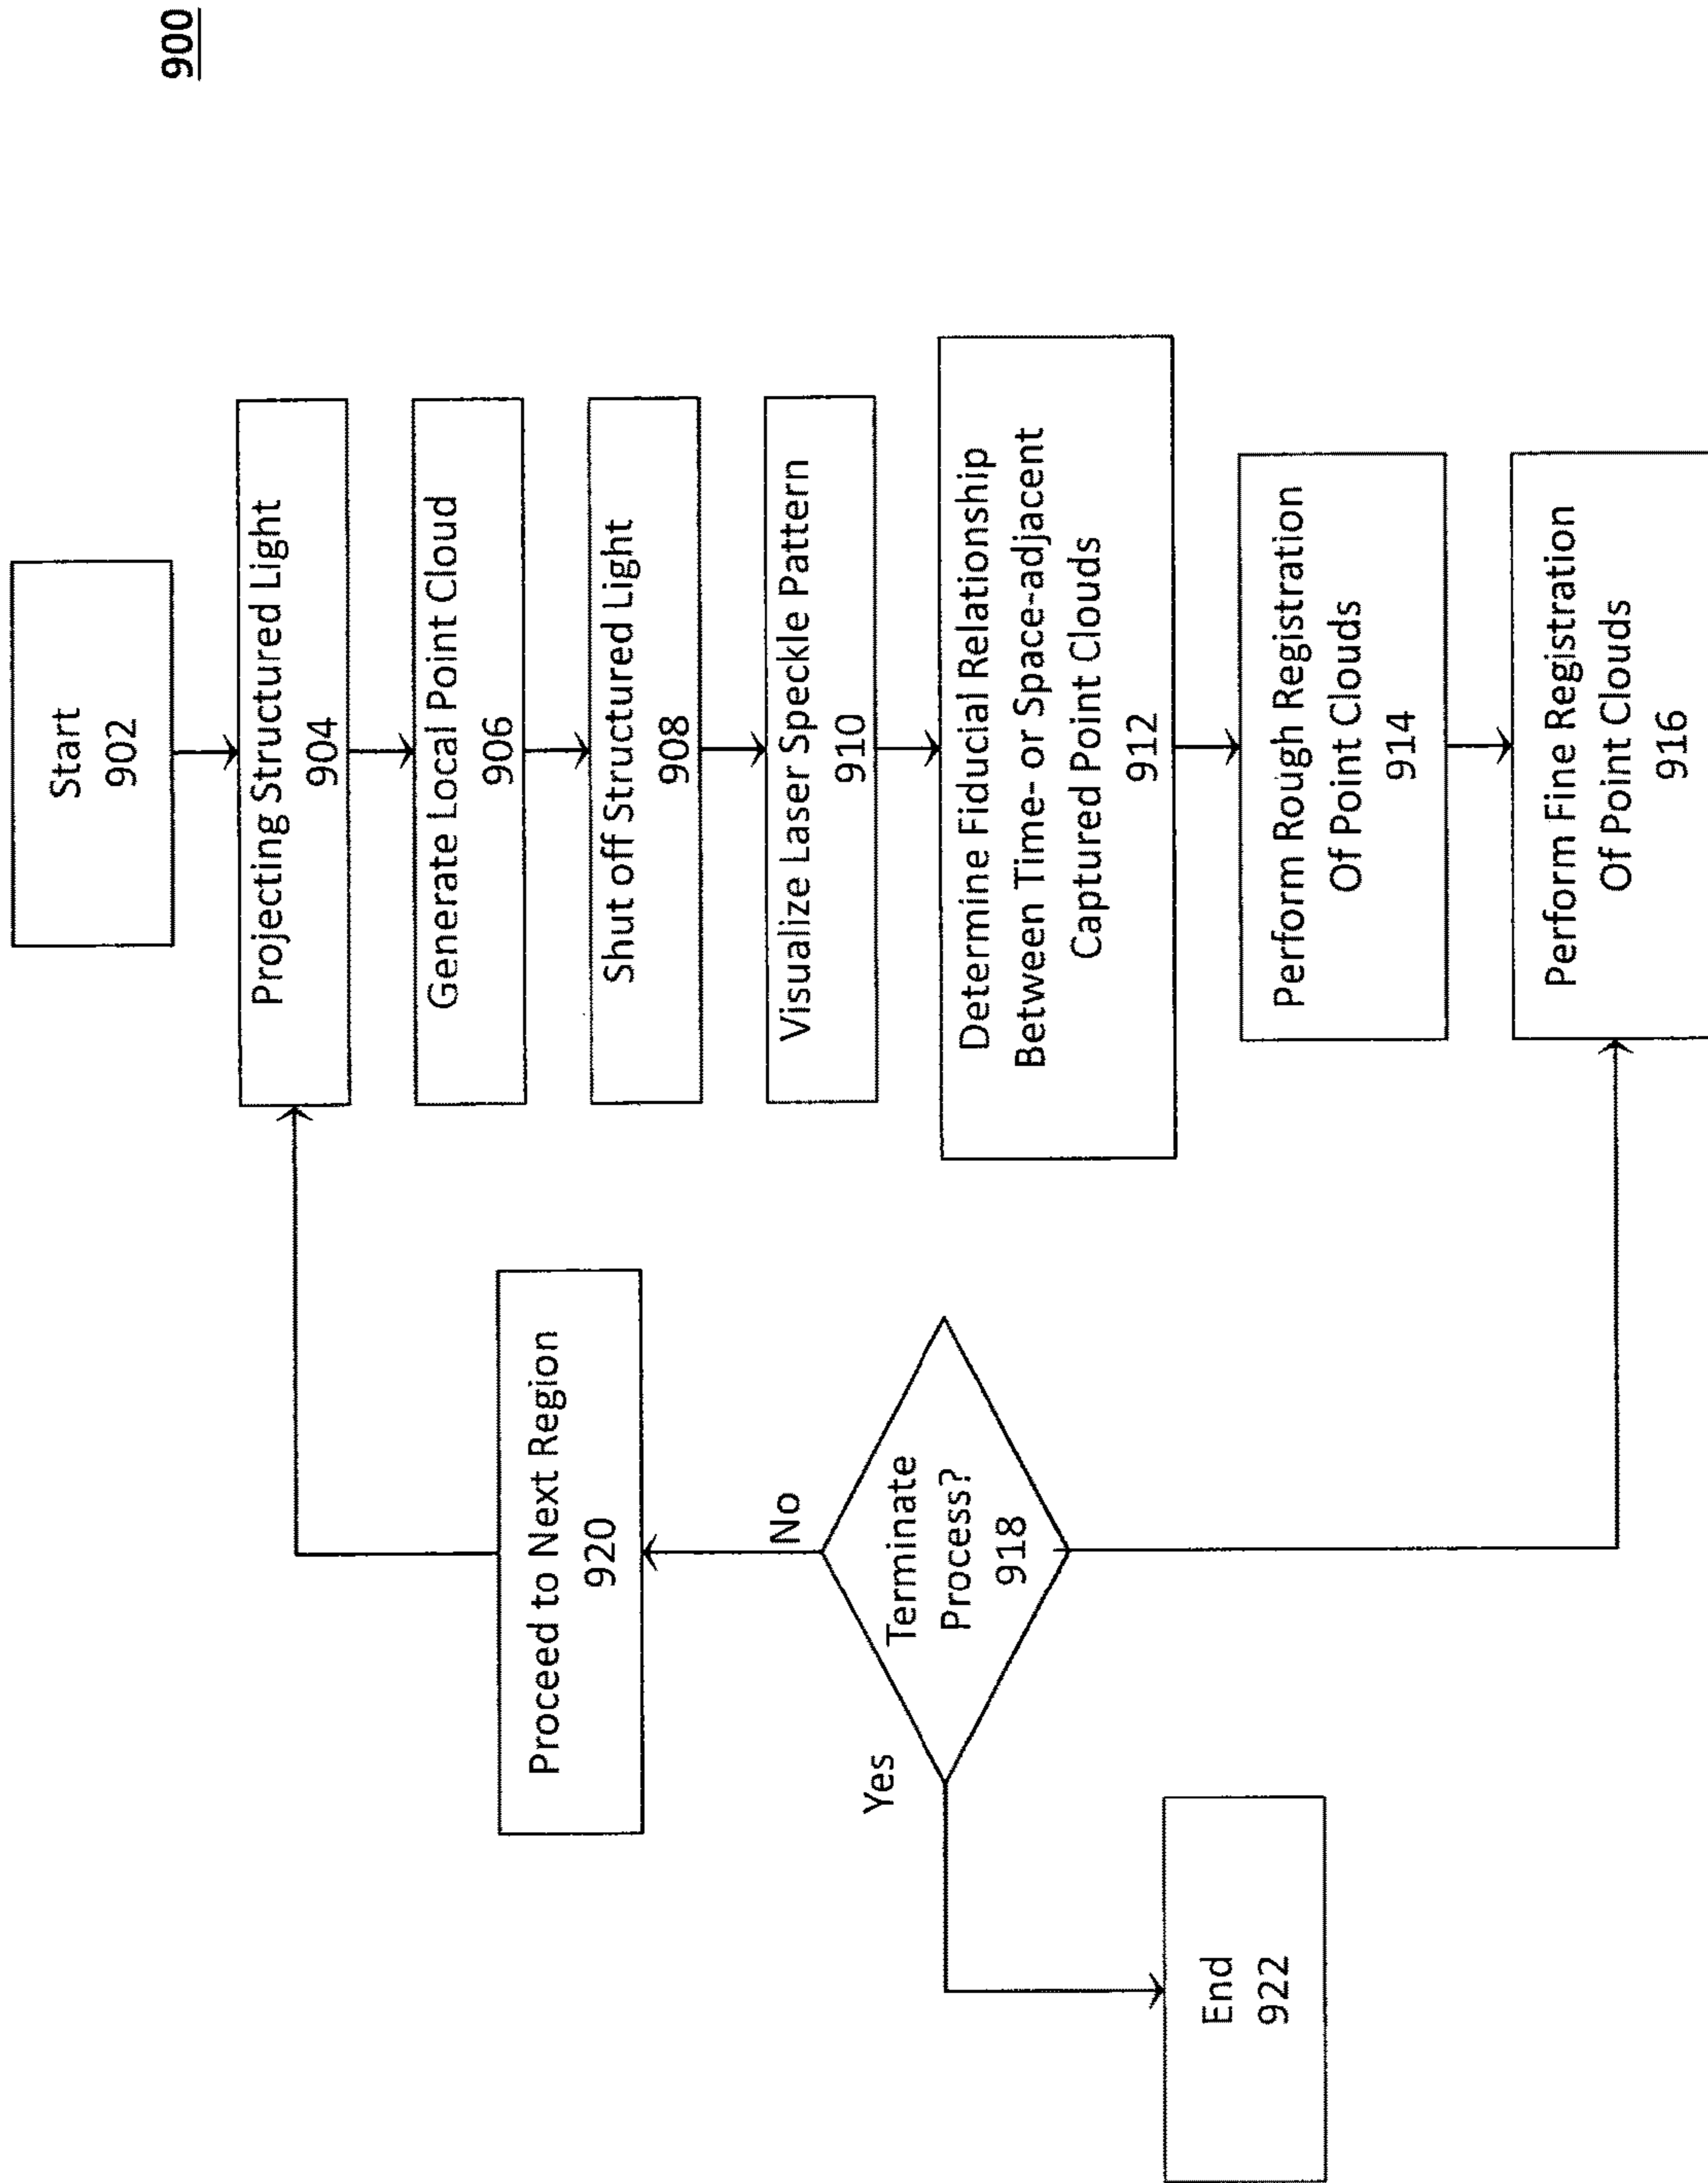 900
Start
902
Projecting Structured Light
904
Generate Local Point Cloud
906
Shut off Structured Light
908
Visualize Laser Speckle Pattern
910
Determine Fiducial Relationship
Between Time- or Space-adjacent
Captured Point Clouds
912
Perform Rough Registration
Of Point Clouds
914
Perform Fine Registration
Of Point Clouds
916
Terminate
Process?
918
No
Yes
Proceed to Next Region
920
End
922